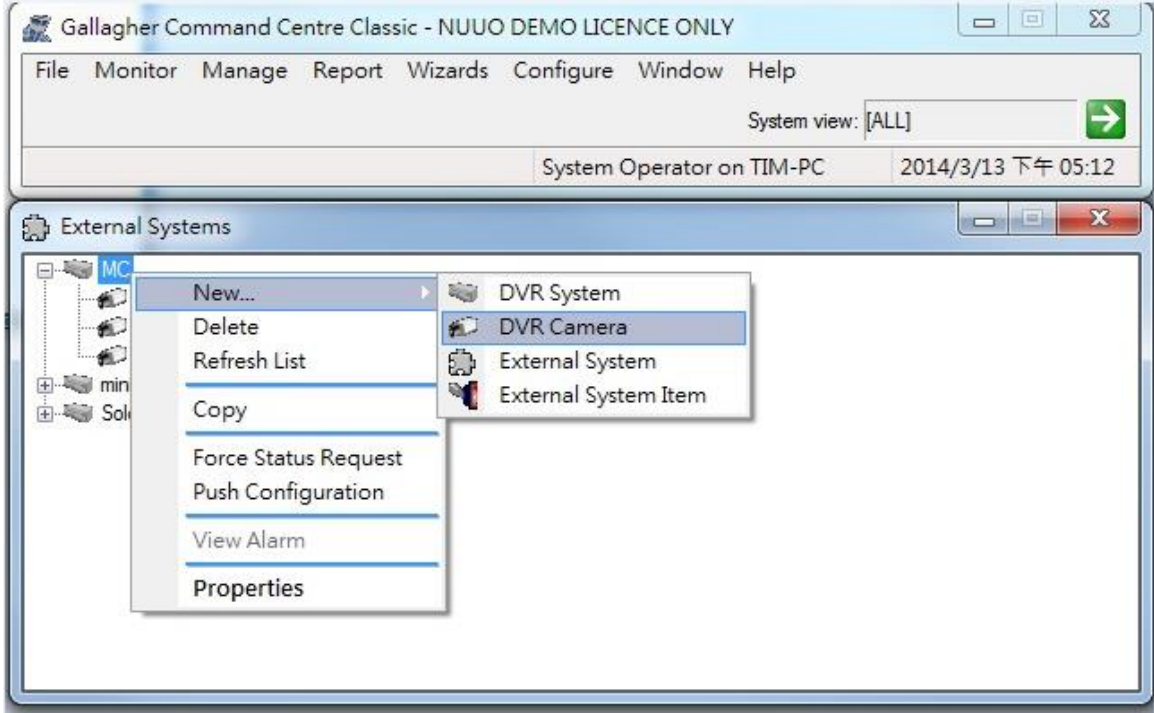 Gallagher Command Centre Classic - NUUO DEMO LICENCE ONLY
File Monitor Manage Report Wizards Configure Window Help
System view: [ALL]
System Operator on TIM-PC 2014/3/13 下午 05:12
External Systems
MC
New...
Delete
Refresh List
Copy
Force Status Request
Push Configuration
View Alarm
Properties
DVR System
DVR Camera
External System
External System Item
min